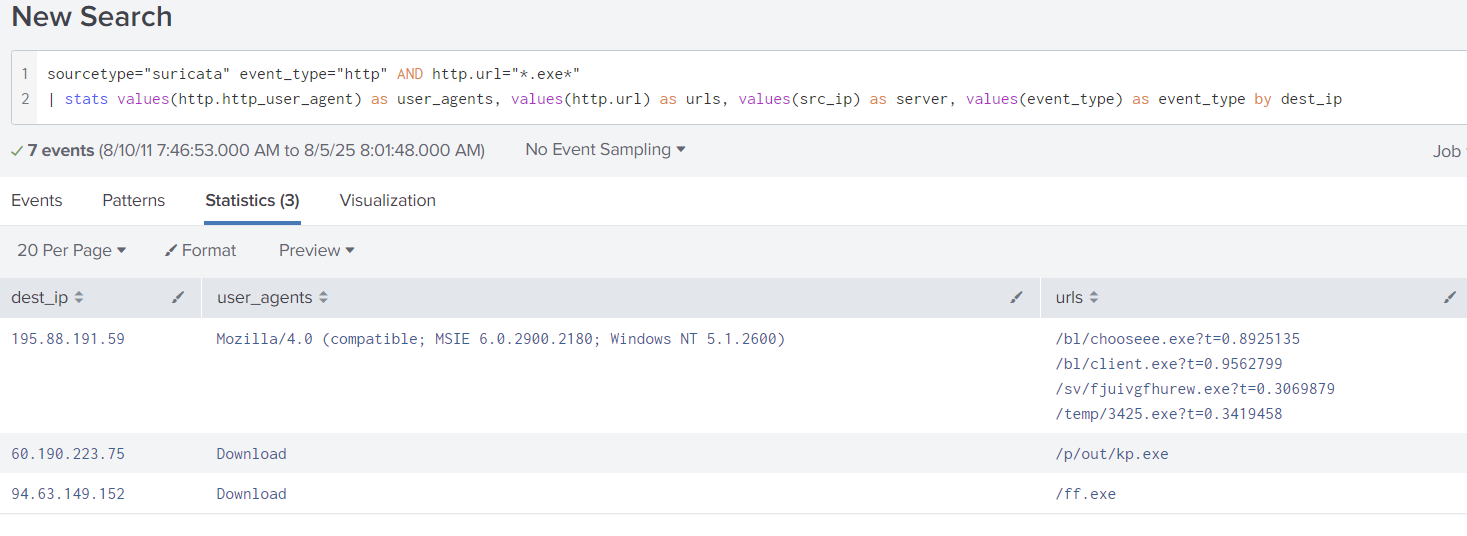 New Search
1 sourcetype="suricata" event_type="http" AND http.url="*.exe*"
2 | stats values(http.http_user_agent) as user_agents, values(http.url) as urls, values(src_ip) as server, values(event_type) as event_type by dest_ip
7 events (8/10/11 7:46:53.000 AM to 8/5/25 8:01:48.000 AM) No Event Sampling Job
Events Patterns Statistics (3) Visualization
20 Per Page Format Preview
dest_ip user_agents urls
195.88.191.59 Mozilla/4.0 (compatible; MSIE 6.0.2900.2180; Windows NT 5.1.2600) /bl/chooseee.exe?t=0.8925135
/bl/client.exe?t=0.9562799
/sv/fjuivgfhurew.exe?t=0.3069879
/temp/3425.exe?t=0.3419458
60.190.223.75 Download /p/out/kp.exe
94.63.149.152 Download /ff.exe